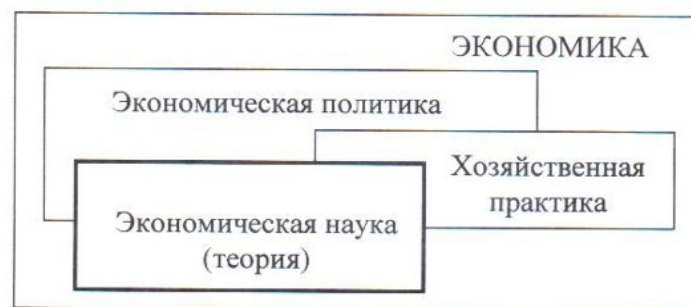 ЭКОНОМИКА
Экономическая политика
Хозяйственная
практика
Экономическая наука
(теория)